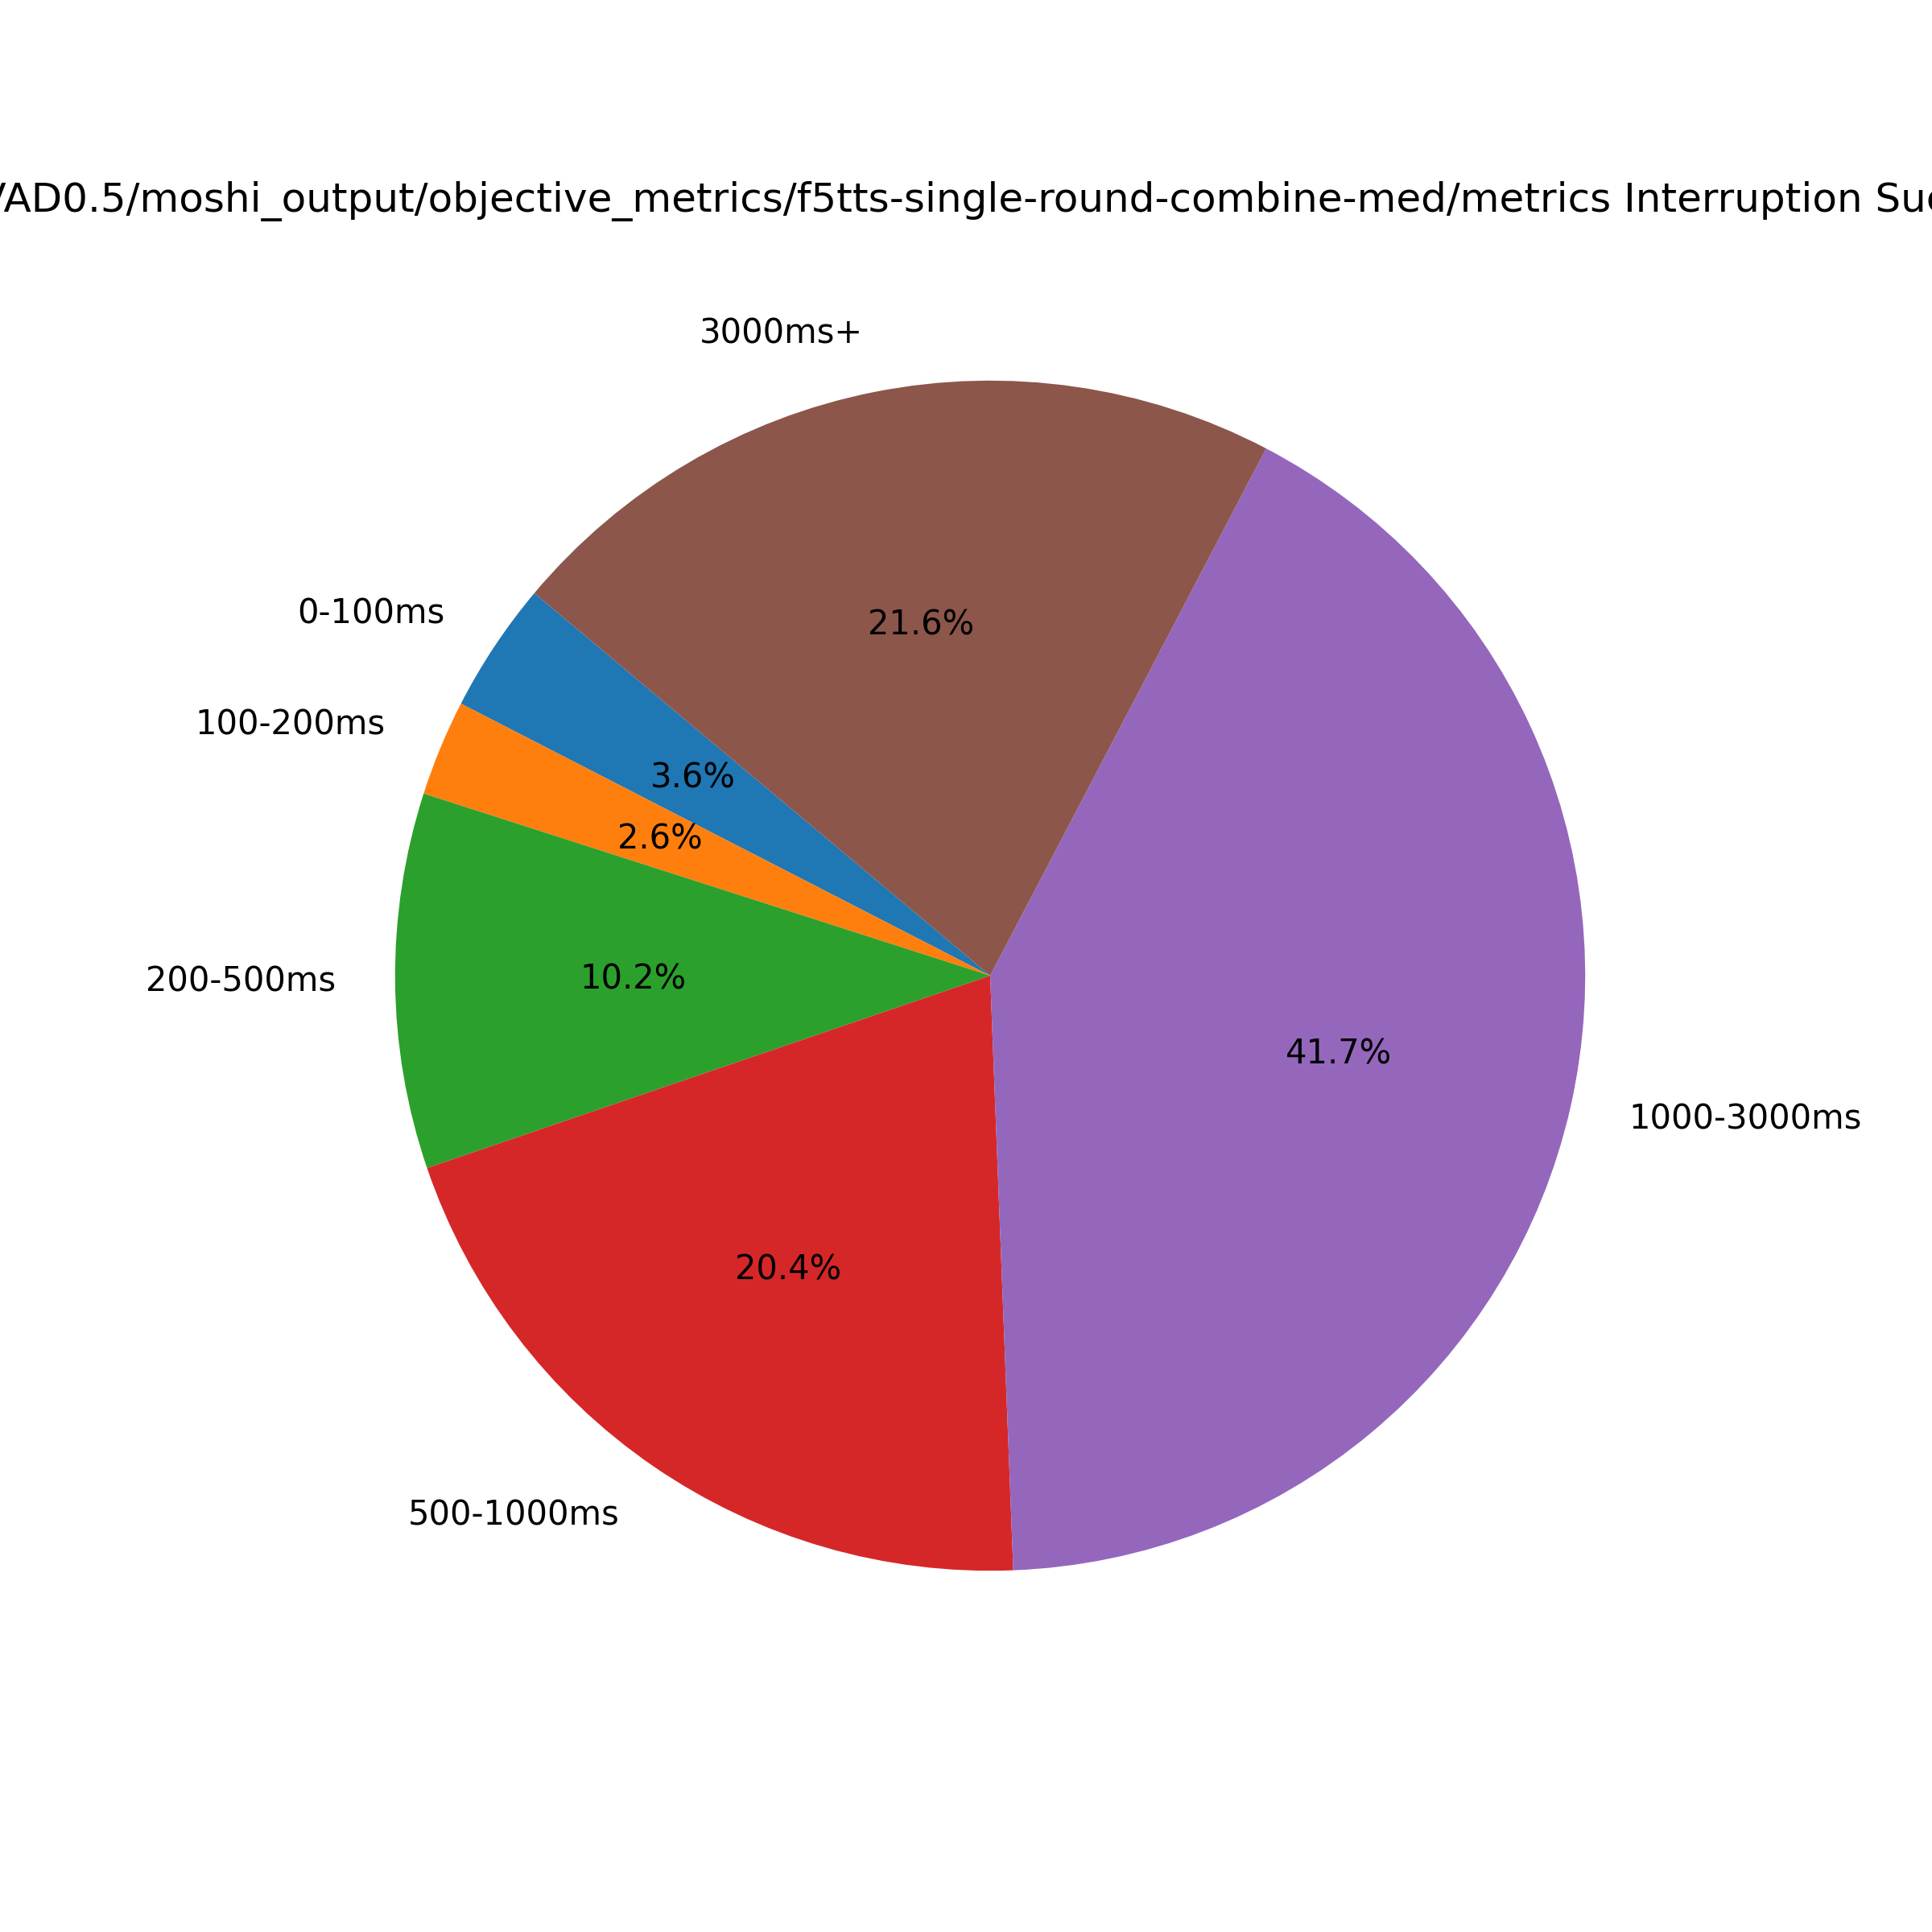 /AD0.5/moshi_output/objective_metrics/f5tts-single-round-combine-med/metrics Interruption Suc
3000ms+
21.6%
0-100ms
100-200ms
3.6%
2.6%
200-500ms
10.2%
41.7%
1000-3000ms
20.4%
500-1000ms